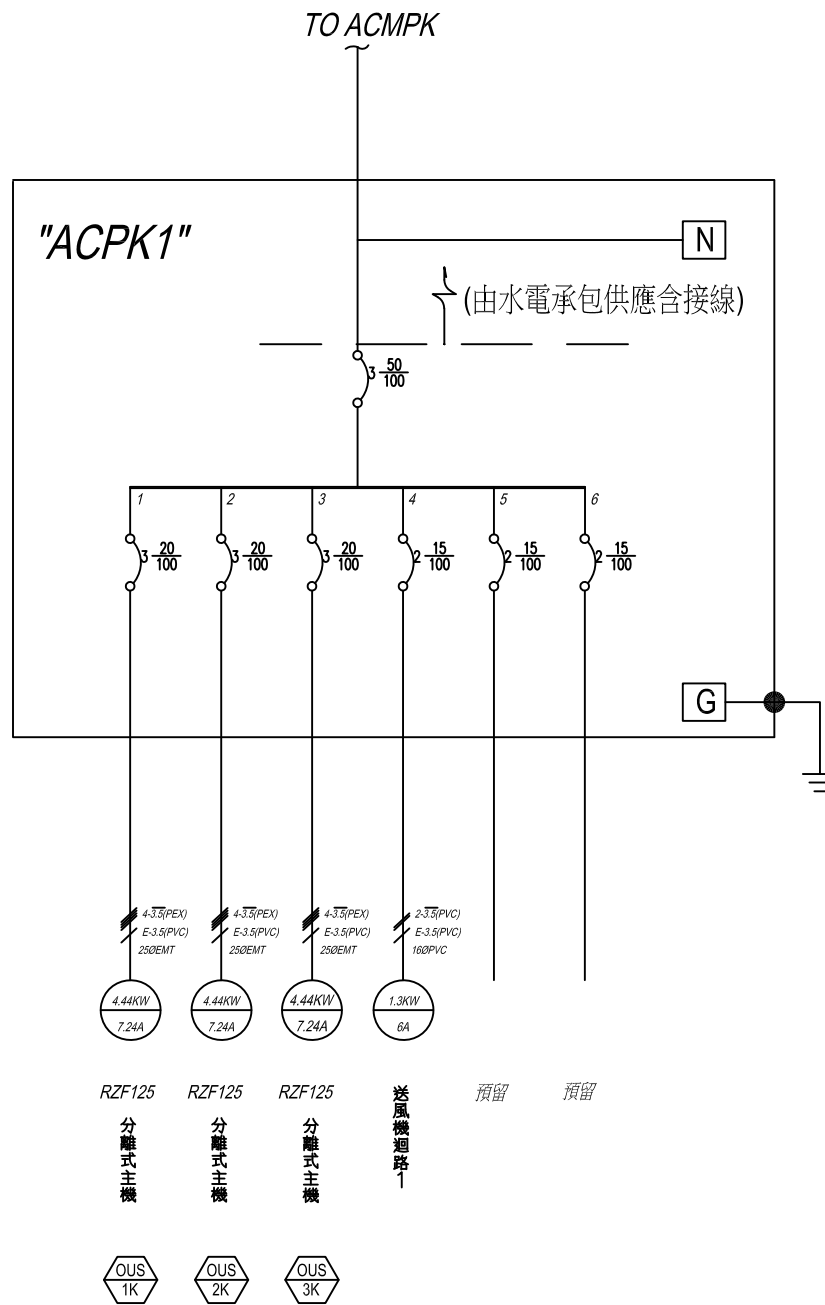 TO ACMPK
"ACPK1"
N
(由水電承包供應含接線)
3 50/100
1
2
3
4
5
6
3 20/100
3 20/100
3 20/100
2 15/100
2 15/100
2 15/100
G
4-3.5(PEX)
E-3.5(PVC)
25ØEMT
4-3.5(PEX)
E-3.5(PVC)
25ØEMT
4-3.5(PEX)
E-3.5(PVC)
25ØEMT
2-3.5(PVC)
E-3.5(PVC)
16ØPVC
4.44KW
7.24A
4.44KW
7.24A
4.44KW
7.24A
1.3KW
6A
RZF125
分離式主機
RZF125
分離式主機
RZF125
分離式主機
送風機迴路1
預留
預留
OUS
1K
OUS
2K
OUS
3K